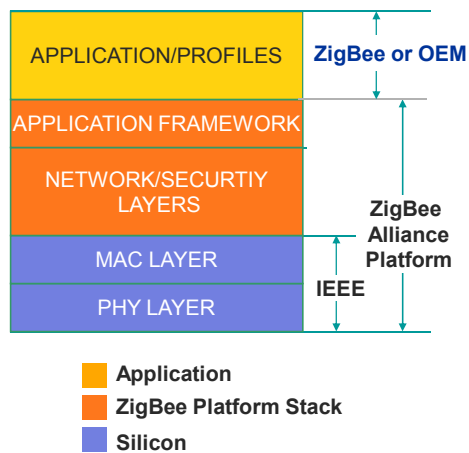 APPLICATION/PROFILES
ZigBee or OEM
APPLICATION FRAMEWORK
NETWORK/SECURTIY
LAYERS
ZigBee
Alliance
Platform
MAC LAYER
IEEE
PHY LAYER
Application
ZigBee Platform Stack
Silicon